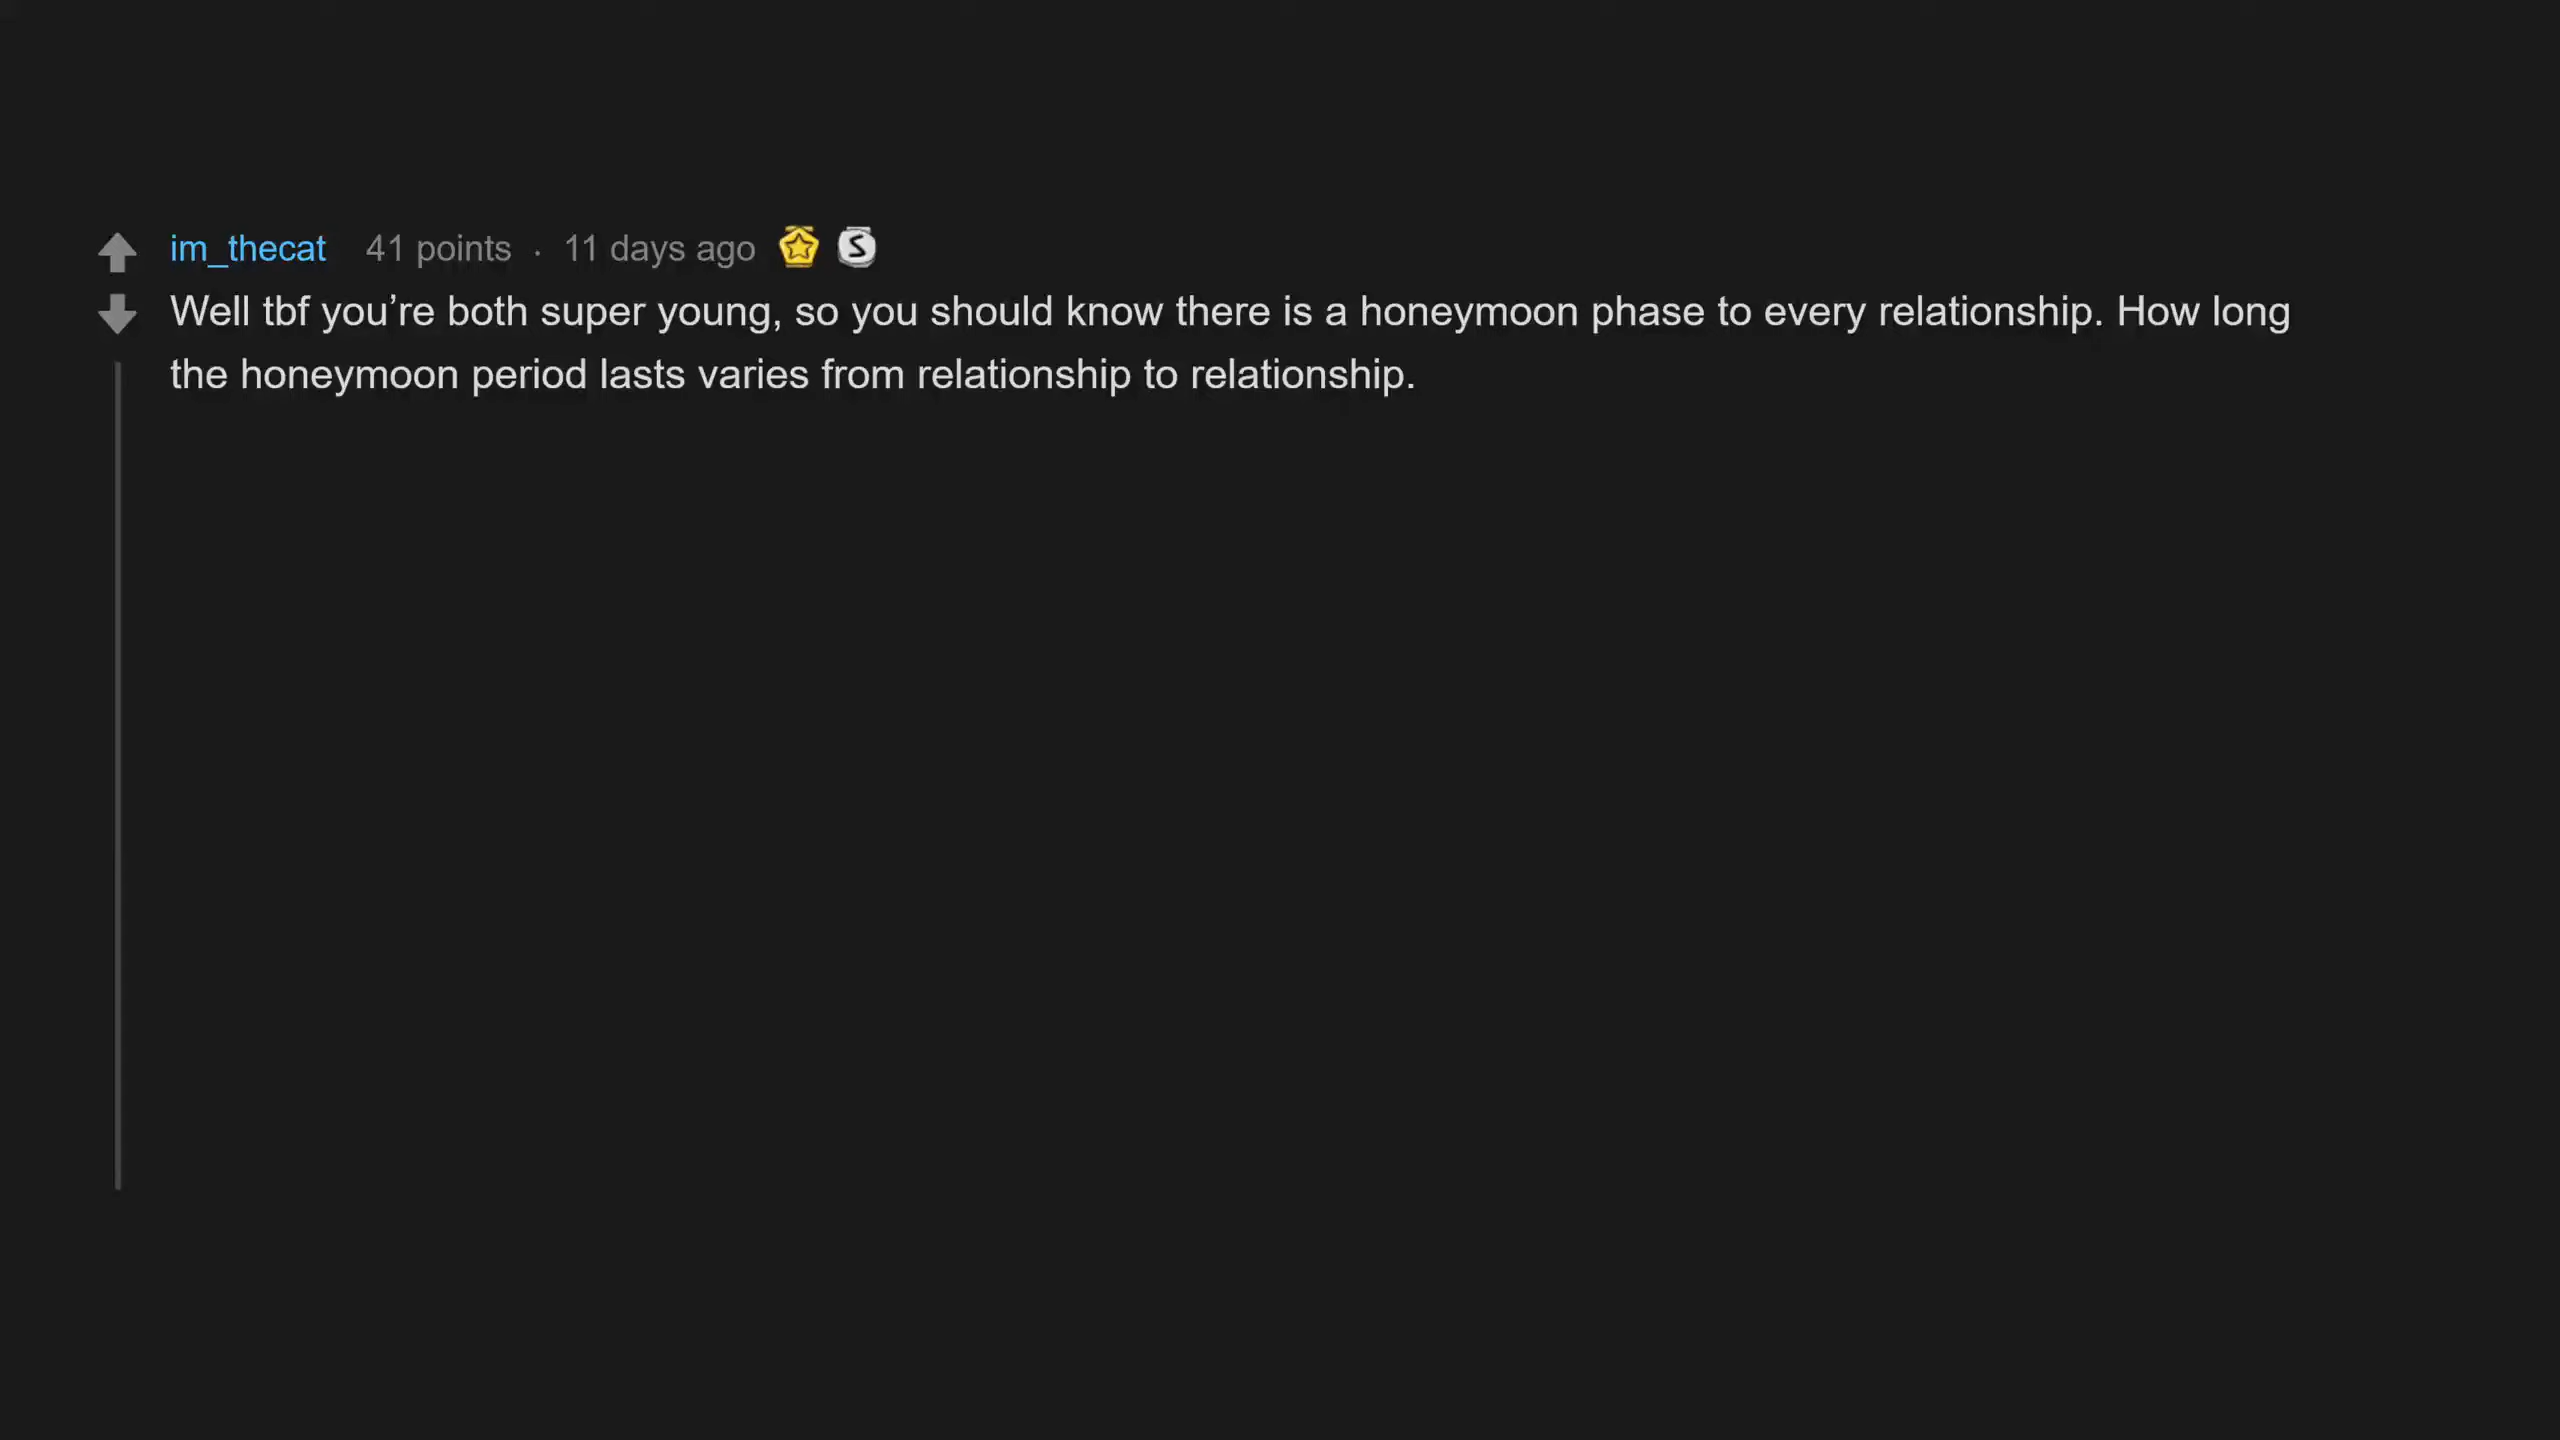 im_thecat 41 points · 11 days ago
Well tbf you’re both super young, so you should know there is a honeymoon phase to every relationship. How long
the honeymoon period lasts varies from relationship to relationship.